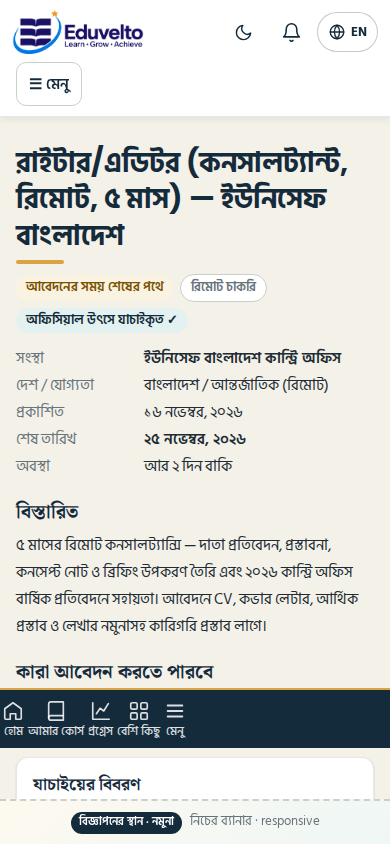 Eduvelto
Learn • Grow • Achieve
EN
☰ মেনু
রাইটার/এডিটর (কনসালট্যান্ট,
রিমোট, ৫ মাস) — ইউনিসেফ
বাংলাদেশ
আবেদনের সময় শেষের পথে
রিমোট চাকরি
অফিসিয়াল উৎসে যাচাইকৃত ✓
সংস্থা ইউনিসেফ বাংলাদেশ কান্ট্রি অফিস
দেশ / যোগ্যতা বাংলাদেশ / আন্তর্জাতিক (রিমোট)
প্রকাশিত ১৬ নভেম্বর, ২০২৬
শেষ তারিখ ২৫ নভেম্বর, ২০২৬
অবস্থা আর ২ দিন বাকি
বিস্তারিত
৫ মাসের রিমোট কনসালট্যান্সি — দাতা প্রতিবেদন, প্রস্তাবনা,
কনসেপ্ট নোট ও ব্রিফিং উপকরণ তৈরি এবং ২০২৬ কান্ট্রি অফিস
বার্ষিক প্রতিবেদনে সহায়তা। আবেদনে CV, কভার লেটার, আর্থিক
প্রস্তাব ও লেখার নমুনাসহ কারিগরি প্রস্তাব লাগে।
কারা আবেদন করতে পারবে
হোম আমার কোর্স প্রগ্রেস বেশি কিছু মেনু
যাচাইয়ের বিবরণ
বিজ্ঞাপনের স্থান · নমুনা নিচের ব্যানার · responsive